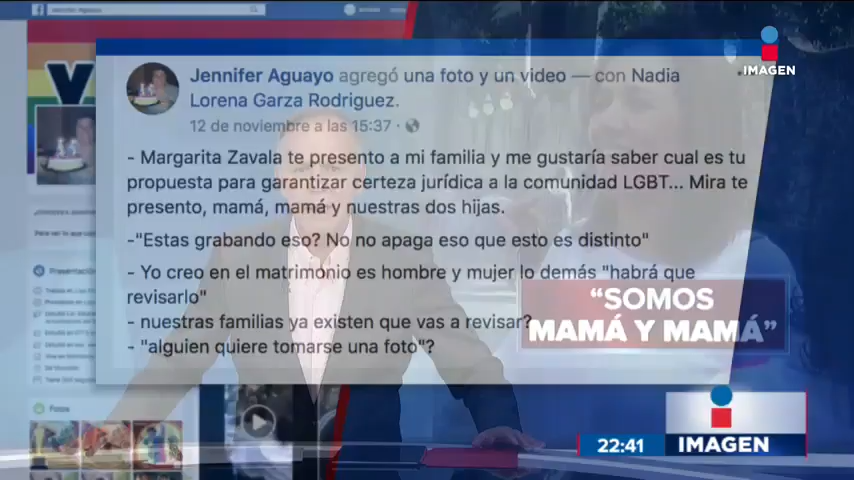 Jennifer Aguayo
IMAGEN
Jennifer Aguayo agregó una foto y un video — con Nadia
Lorena Garza Rodriguez.
12 de noviembre a las 15:37
- Margarita Zavala te presento a mi familia y me gustaría saber cual es tu
propuesta para garantizar certeza jurídica a la comunidad LGBT... Mira te
presento, mamá, mamá y nuestras dos hijas.
-"Estas grabando eso? No no apaga eso que esto es distinto"
- Yo creo en el matrimonio es hombre y mujer lo demás "habrá que
revisarlo"
- nuestras familias ya existen que vas a revisar?
- "alguien quiere tomarse una foto"?
“SOMOS
MAMÁ Y MAMÁ”
Presentación
Fotos
22:41
IMAGEN